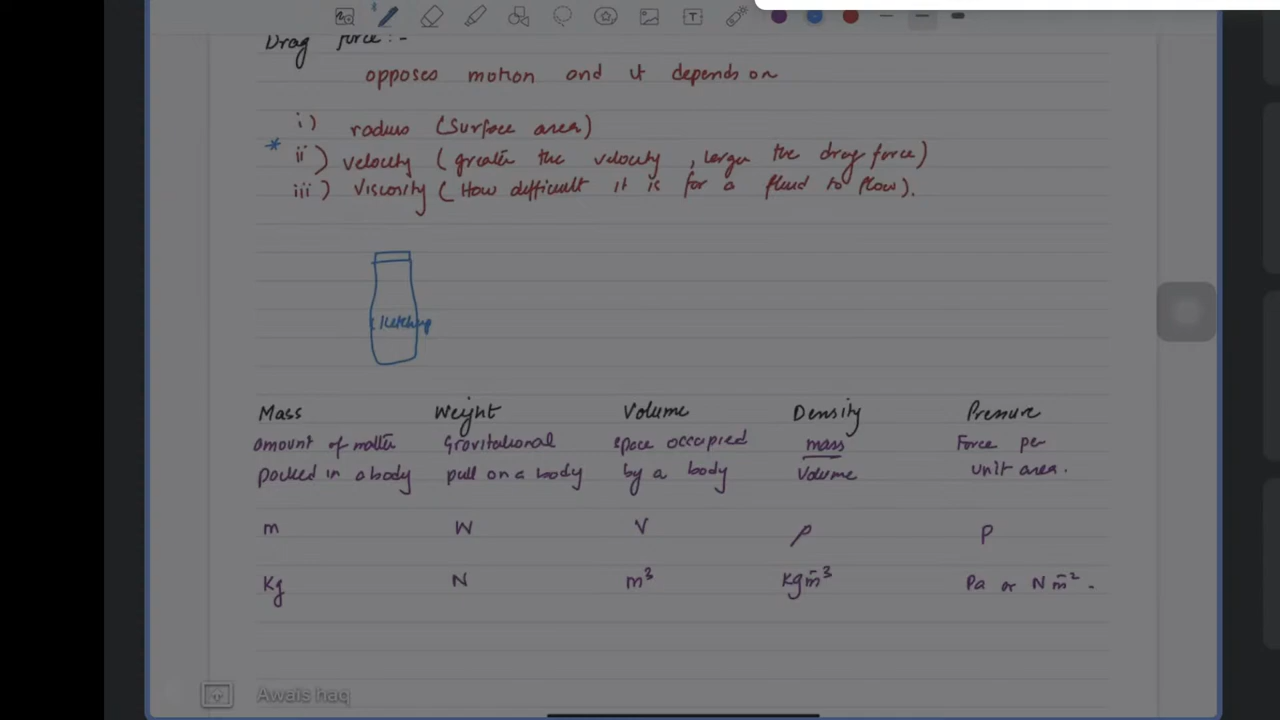 Drag force :-
opposes motion and it depends on
i) radius (Surface area)
* ii) velocity (greater the velocity, larger the drag force)
iii) Viscosity (How difficult it is for a fluid to flow).
ketchup
Mass Weight Volume Density Pressure
amount of matter Gravitational space occupied mass Force per
packed in a body pull on a body by a body Volume unit area.
m W V ρ P
Kg N m³ Kgm⁻³ Pa or Nm⁻².
T
Awais haq